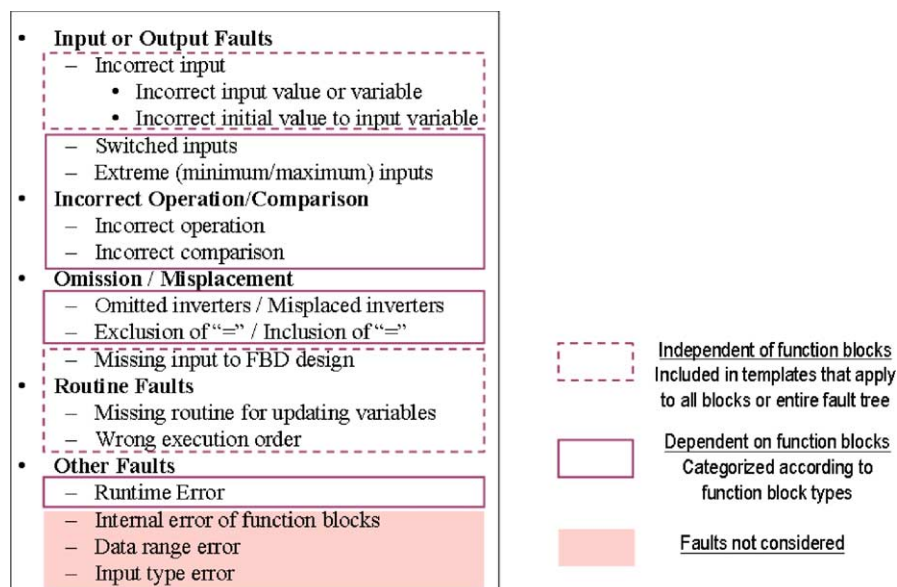 • Input or Output Faults
– Incorrect input
• Incorrect input value or variable
• Incorrect initial value to input variable
– Switched inputs
– Extreme (minimum/maximum) inputs
• Incorrect Operation/Comparison
– Incorrect operation
– Incorrect comparison
• Omission / Misplacement
– Omitted inverters / Misplaced inverters
– Exclusion of “=” / Inclusion of “=”
– Missing input to FBD design
• Routine Faults
– Missing routine for updating variables
– Wrong execution order
• Other Faults
– Runtime Error
– Internal error of function blocks
– Data range error
– Input type error
Independent of function blocks
Included in templates that apply
to all blocks or entire fault tree
Dependent on function blocks
Categorized according to
function block types
Faults not considered